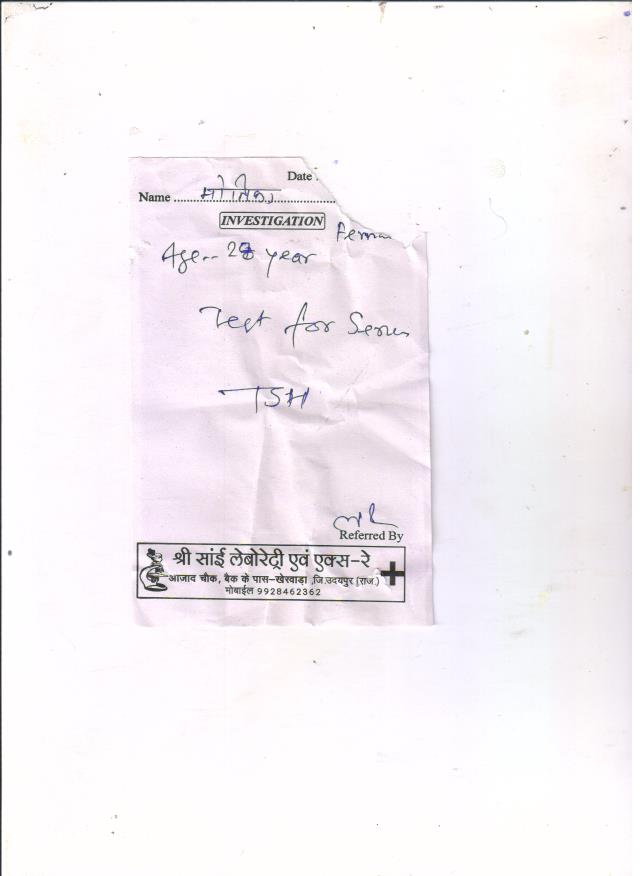 Date .
Name ..... मोनिका
INVESTIGATION
Fema
Age.. 28 year
Test for Serum
TSH
Referred By
श्री सांई लेबोरेट्री एवं एक्स-रे
आजाद चौक, बैक के पास-खेरवाड़ा ,जि.उदयपुर (राज.)
मोबाईल 9928462362